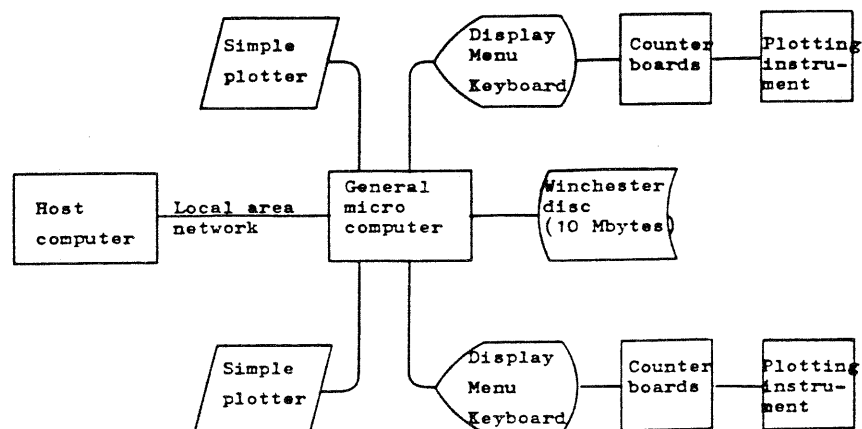 Simple
plotter
Display
Menu
Keyboard
Counter
boards
Plotting
instru-
ment
Host
computer
Local area
network
General
micro
computer
Winchester
disc
(10 Mbytes)
Simple
plotter
Display
Menu
Keyboard
Counter
boards
Plotting
instru-
ment